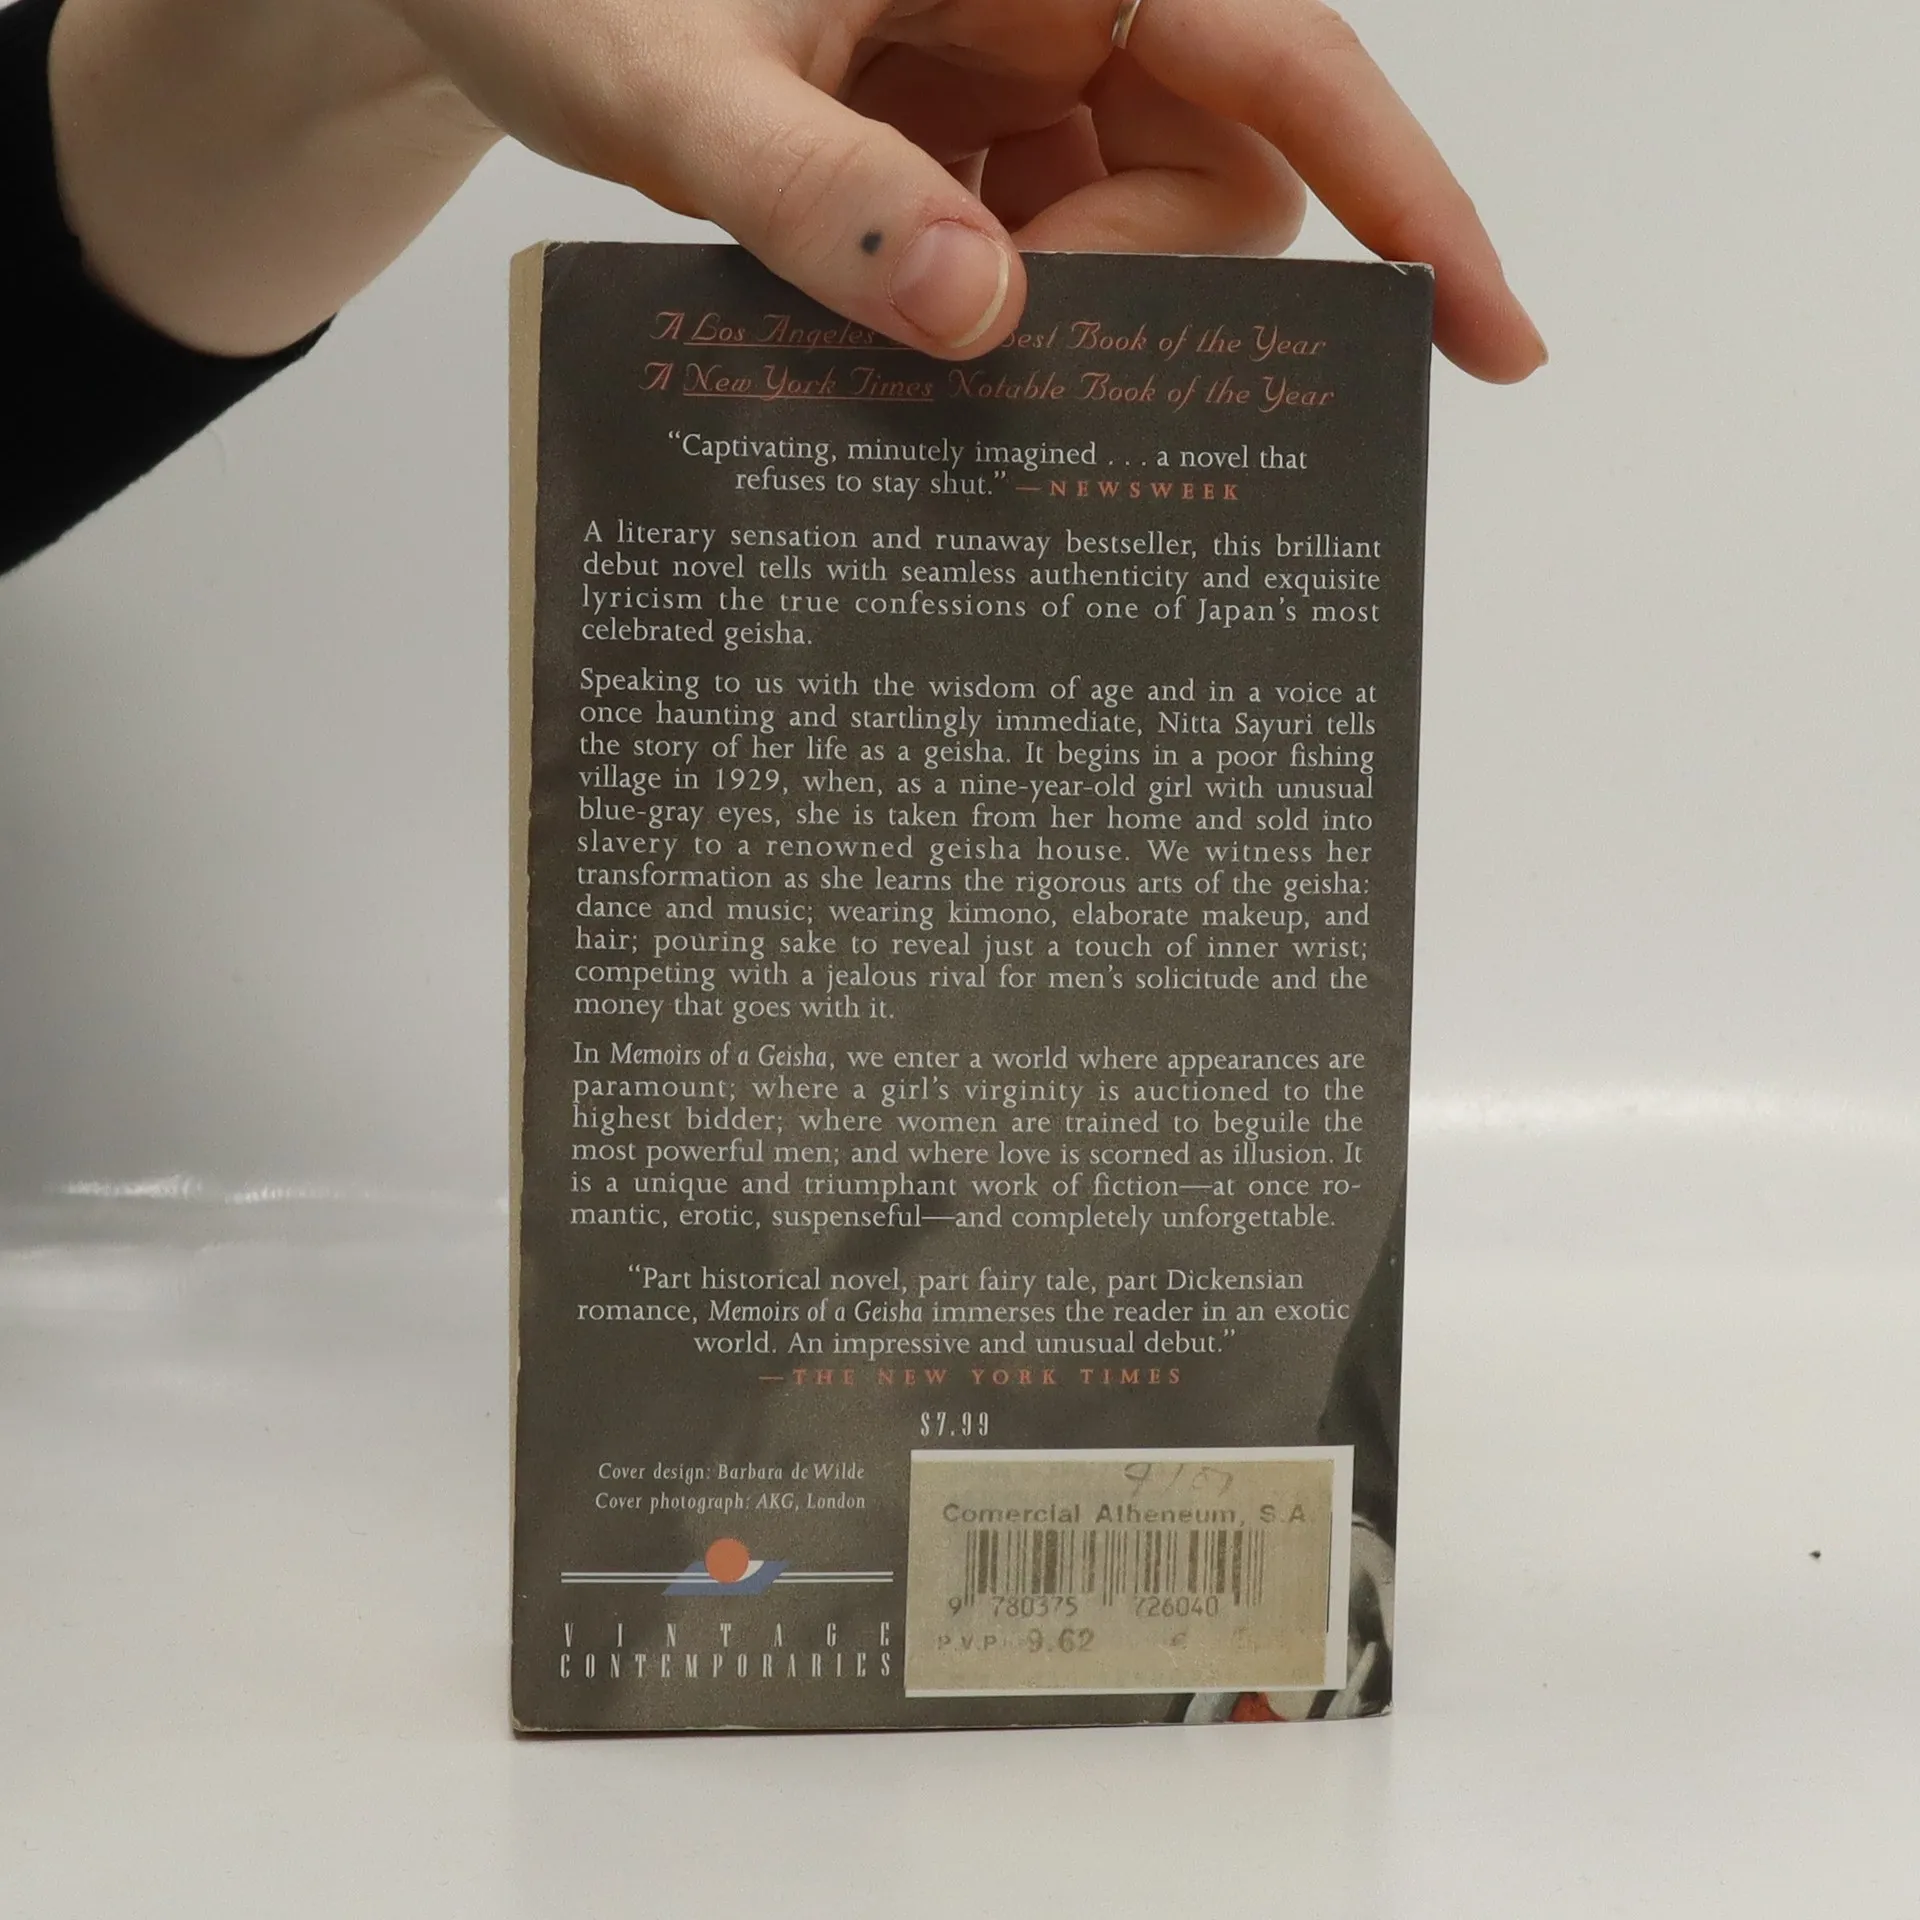 A Los Angeles Best Book of the Year
A New York Times Notable Book of the Year
“Captivating, minutely imagined . . . a novel that
refuses to stay shut.” —NEWSWEEK
A literary sensation and runaway bestseller, this brilliant
debut novel tells with seamless authenticity and exquisite
lyricism the true confessions of one of Japan’s most
celebrated geisha.
Speaking to us with the wisdom of age and in a voice at
once haunting and startlingly immediate, Nitta Sayuri tells
the story of her life as a geisha. It begins in a poor fishing
village in 1929, when, as a nine-year-old girl with unusual
blue-gray eyes, she is taken from her home and sold into
slavery to a renowned geisha house. We witness her
transformation as she learns the rigorous arts of the geisha:
dance and music; wearing kimono, elaborate makeup, and
hair; pouring sake to reveal just a touch of inner wrist;
competing with a jealous rival for men’s solicitude and the
money that goes with it.
In Memoirs of a Geisha, we enter a world where appearances are
paramount; where a girl’s virginity is auctioned to the
highest bidder; where women are trained to beguile the
most powerful men; and where love is scorned as illusion. It
is a unique and triumphant work of fiction—at once ro-
mantic, erotic, suspenseful—and completely unforgettable.
“Part historical novel, part fairy tale, part Dickensian
romance, Memoirs of a Geisha immerses the reader in an exotic
world. An impressive and unusual debut.”
—THE NEW YORK TIMES
$7.99
Cover design: Barbara de Wilde
Cover photograph: AKG, London
VINTAGE
CONTEMPORARIES
Comercial Atheneum, S.A.
9 780375 726040
P.V.P. 9.62 €